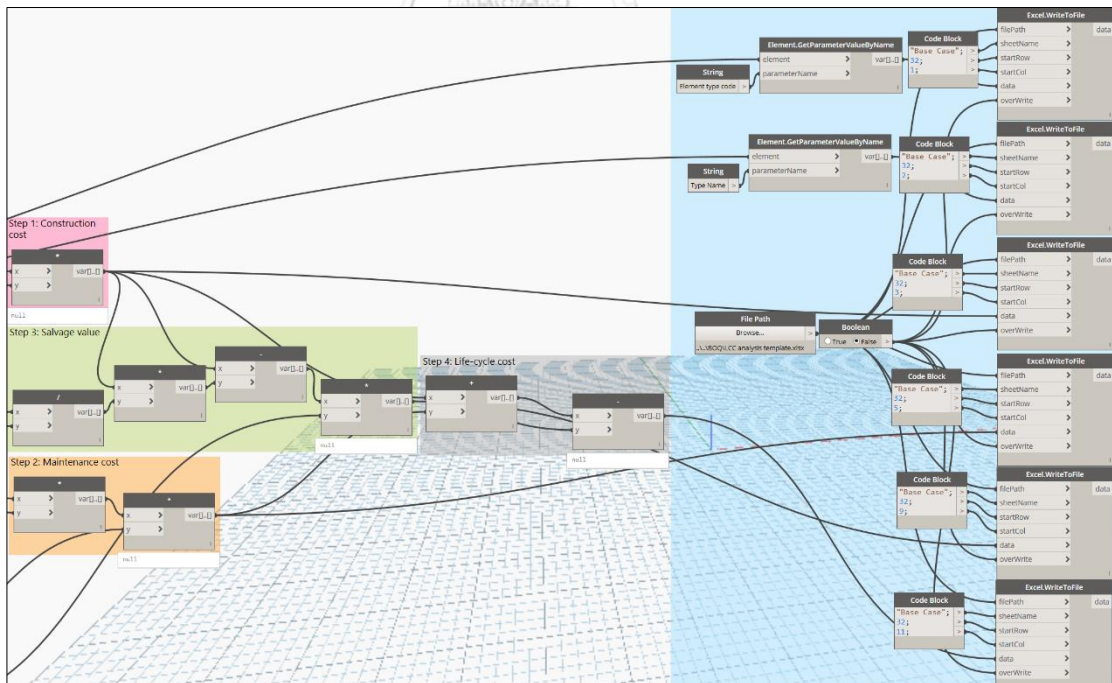 Excel.WriteToFile
filePath > data
sheetName >
startRow >
startCol >
data >
overWrite >
Code Block
"Base Case"; >
32; >
1; >
Element.GetParameterValueByName
element > var[]..[]
parameterName >
String
Element type code >
Excel.WriteToFile
filePath > data
sheetName >
startRow >
startCol >
data >
overWrite >
Code Block
"Base Case"; >
32; >
2; >
Element.GetParameterValueByName
element > var[]..[]
parameterName >
String
Type Name >
Step 1: Construction
cost
*
x > var[]..[]
y >
null
Excel.WriteToFile
filePath > data
sheetName >
startRow >
startCol >
data >
overWrite >
Code Block
"Base Case"; >
32; >
3; >
File Path
Browse... >
..\..\BOQ\LCC analysis template.xlsx
Boolean
True False >
Step 3: Salvage value
-
x > var[]..[]
y >
*
x > var[]..[]
y >
/
x > var[]..[]
y >
*
x > var[]..[]
y >
null
Step 4: Life-cycle cost
+
x > var[]..[]
y >
-
x > var[]..[]
y >
null
Excel.WriteToFile
filePath > data
sheetName >
startRow >
startCol >
data >
overWrite >
Code Block
"Base Case"; >
32; >
5; >
Step 2: Maintenance cost
*
x > var[]..[]
y >
*
x > var[]..[]
y >
null
Excel.WriteToFile
filePath > data
sheetName >
startRow >
startCol >
data >
overWrite >
Code Block
"Base Case"; >
32; >
9; >
Excel.WriteToFile
filePath > data
sheetName >
startRow >
startCol >
data >
overWrite >
Code Block
"Base Case"; >
32; >
11; >